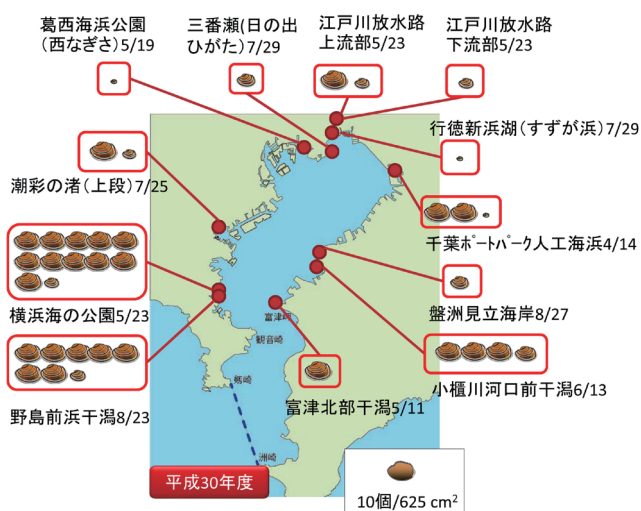 葛西海浜公園
(西なぎさ)5/19
三番瀬(日の出
ひがた)7/29
江戸川放水路
上流部5/23
江戸川放水路
下流部5/23
行徳新浜湖(すずが浜)7/29
潮彩の渚(上段)7/25
千葉ポートパーク人工海浜4/14
横浜海の公園5/23
盤洲見立海岸8/27
富津岬
観音崎
小櫃川河口前干潟6/13
野島前浜干潟8/23
剱崎
富津北部干潟5/11
洲崎
平成30年度
10個/625 cm²